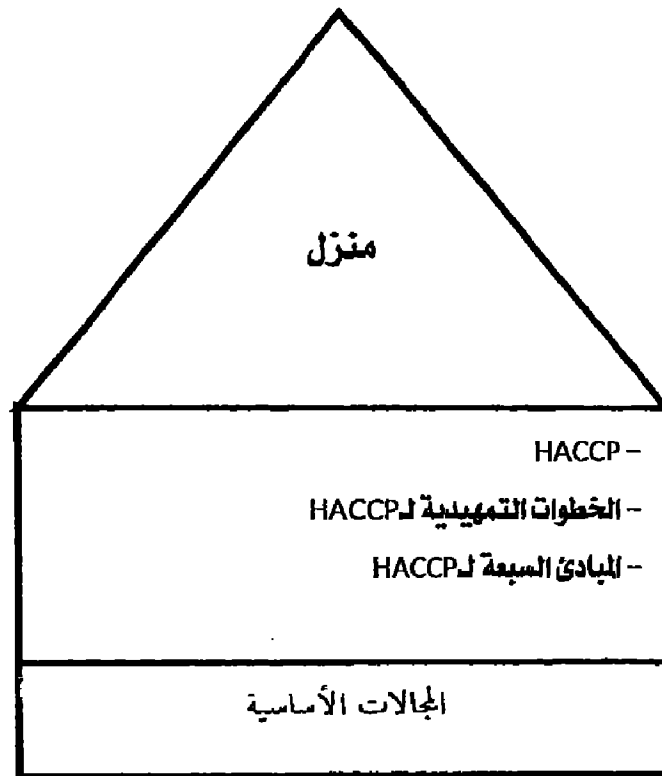 منزل
– HACCP
– الخطوات التمهيدية لـHACCP
– المبادئ السبعة لـHACCP
المجالات الأساسية